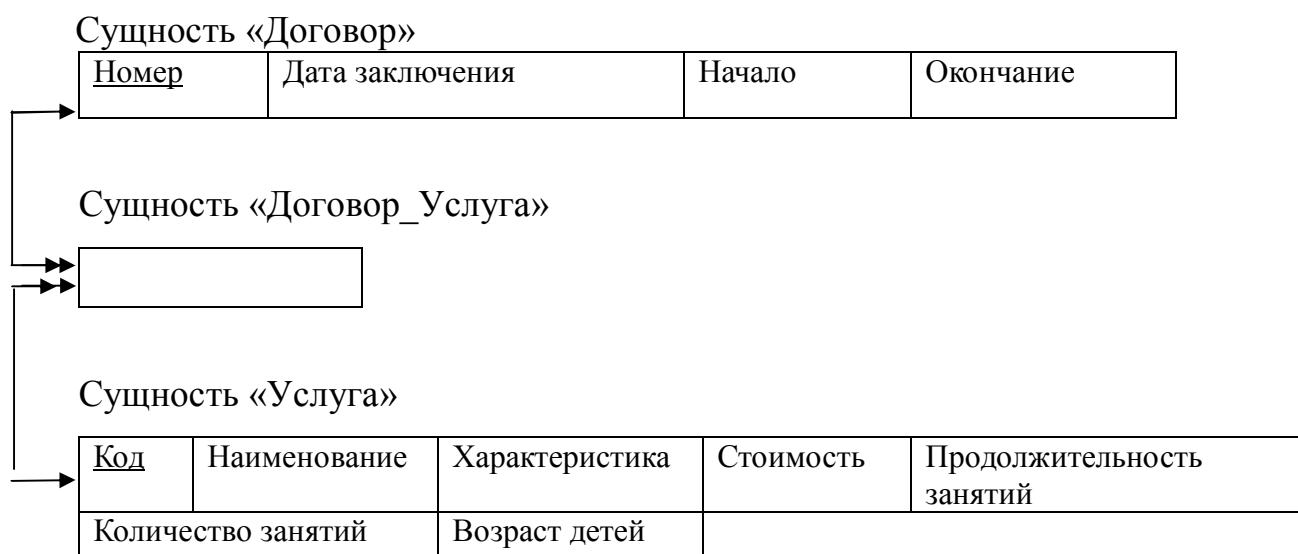 Сущность «Договор»
Номер Дата заключения Начало Окончание
Сущность «Договор_Услуга»
Сущность «Услуга»
Код Наименование Характеристика Стоимость Продолжительность
занятий
Количество занятий Возраст детей